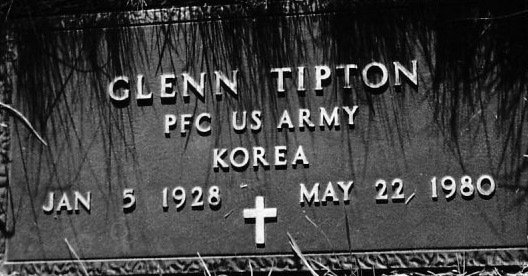 GLENN TIPTON
PFC US ARMY
KOREA
JAN 5 1928 MAY 22 1980